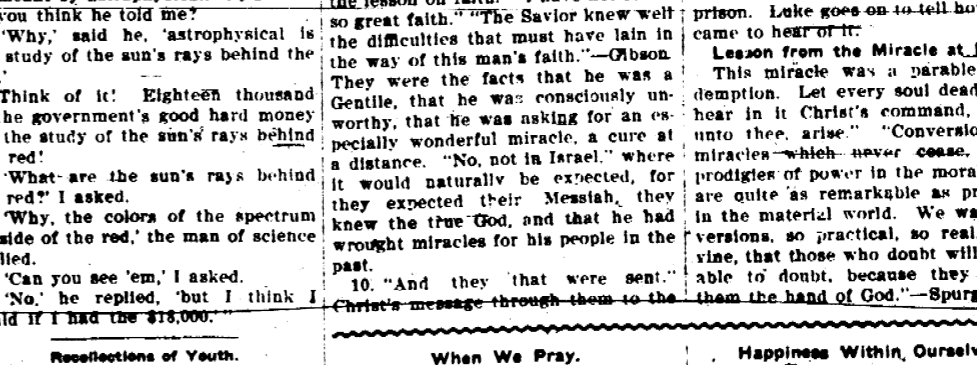 you think he told me?
'Why,' said he, 'astrophysical is
study of the sun's rays behind the
Think of it! Eighteen thousand
he government's good hard money
the study of the sun's rays behind
red!
'What are the sun's rays behind
red?' I asked.
'Why, the colors of the spectrum
side of the red,' the man of science
lied.
'Can you see 'em,' I asked.
'No,' he replied, 'but I think I
ld if I had the $18,000.'"
Recollections of Youth.
so great faith." "The Savior knew well
the difficulties that must have lain in
the way of this man's faith."—Gibson.
They were the facts that he was a
Gentile, that he was consciously un-
worthy, that he was asking for an es-
pecially wonderful miracle, a cure at
a distance. "No, not in Israel," where
it would naturally be expected, for
they expected their Messiah, they
knew the true God, and that he had
wrought miracles for his people in the
past.
10. "And they that were sent."
Christ's message through them to the
When We Pray.
prison. Luke goes on to tell ho
came to hear of it.
Lesson from the Miracle at
This miracle was a parable
demption. Let every soul dead
hear in it Christ's command,
unto thee, arise." "Conversio
miracles which never cease,
prodigies of power in the mora
are quite as remarkable as pr
in the material world. We wa
versions, so practical, so real,
vine, that those who doubt will
able to doubt, because they
them the hand of God."—Spurg
Happiness Within Ourselv